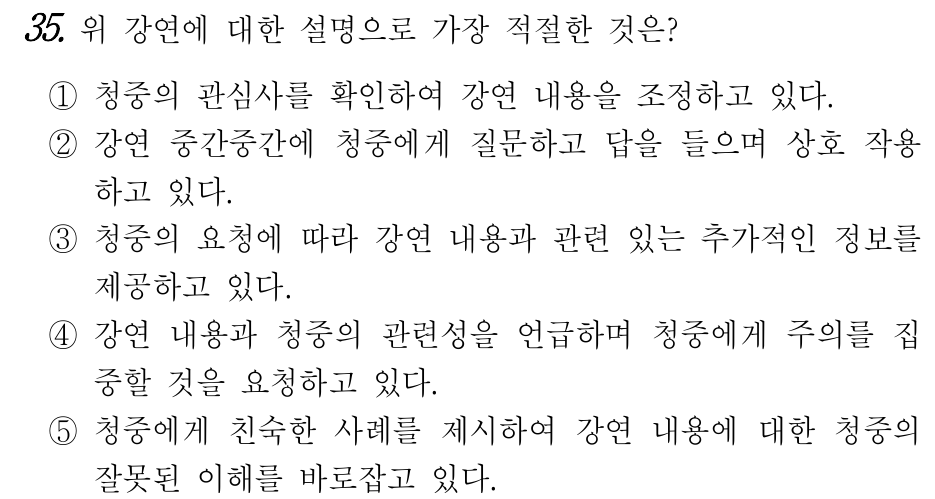 35. 위 강연에 대한 설명으로 가장 적절한 것은?
① 청중의 관심사를 확인하여 강연 내용을 조정하고 있다.
② 강연 중간중간에 청중에게 질문하고 답을 들으며 상호 작용
하고 있다.
③ 청중의 요청에 따라 강연 내용과 관련 있는 추가적인 정보를
제공하고 있다.
④ 강연 내용과 청중의 관련성을 언급하며 청중에게 주의를 집
중할 것을 요청하고 있다.
⑤ 청중에게 친숙한 사례를 제시하여 강연 내용에 대한 청중의
잘못된 이해를 바로잡고 있다.